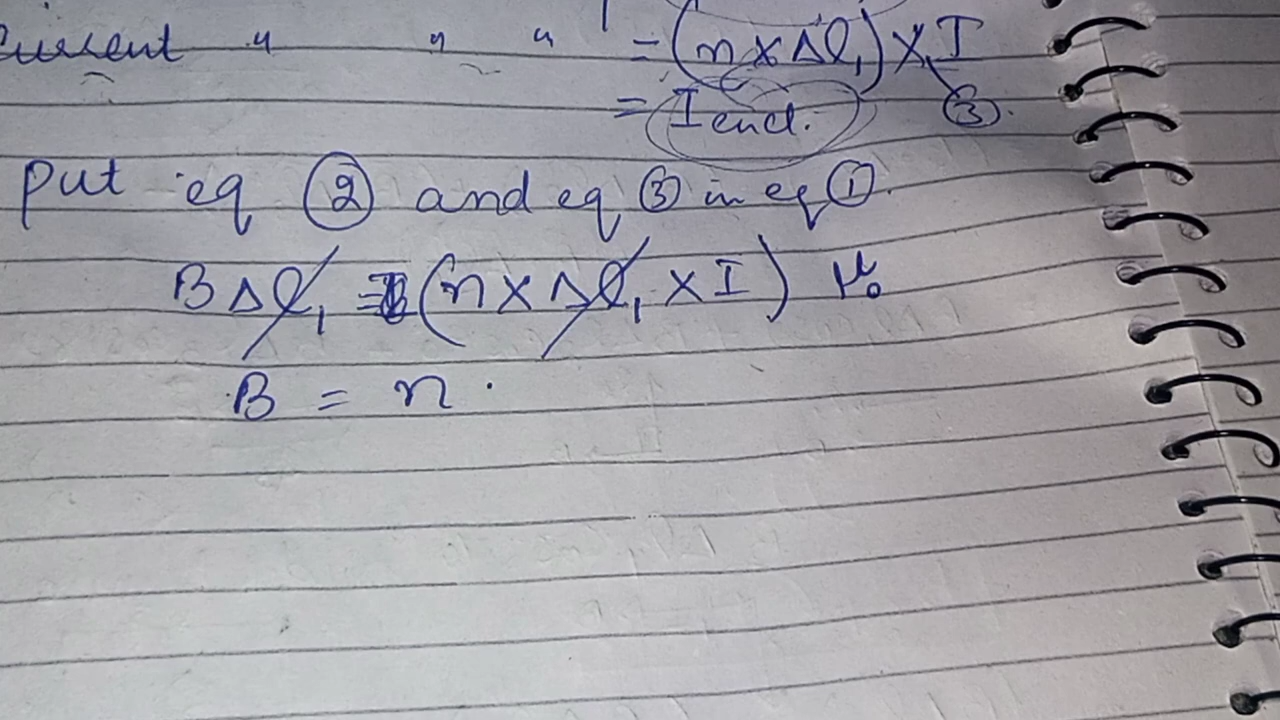 Current " " " = (n × Δl₁) × I
= I encl. ③.
Put eq ② and eq ③ in eq ①.
B Δl₁ = (n × Δl₁ × I) μ₀
B = n .